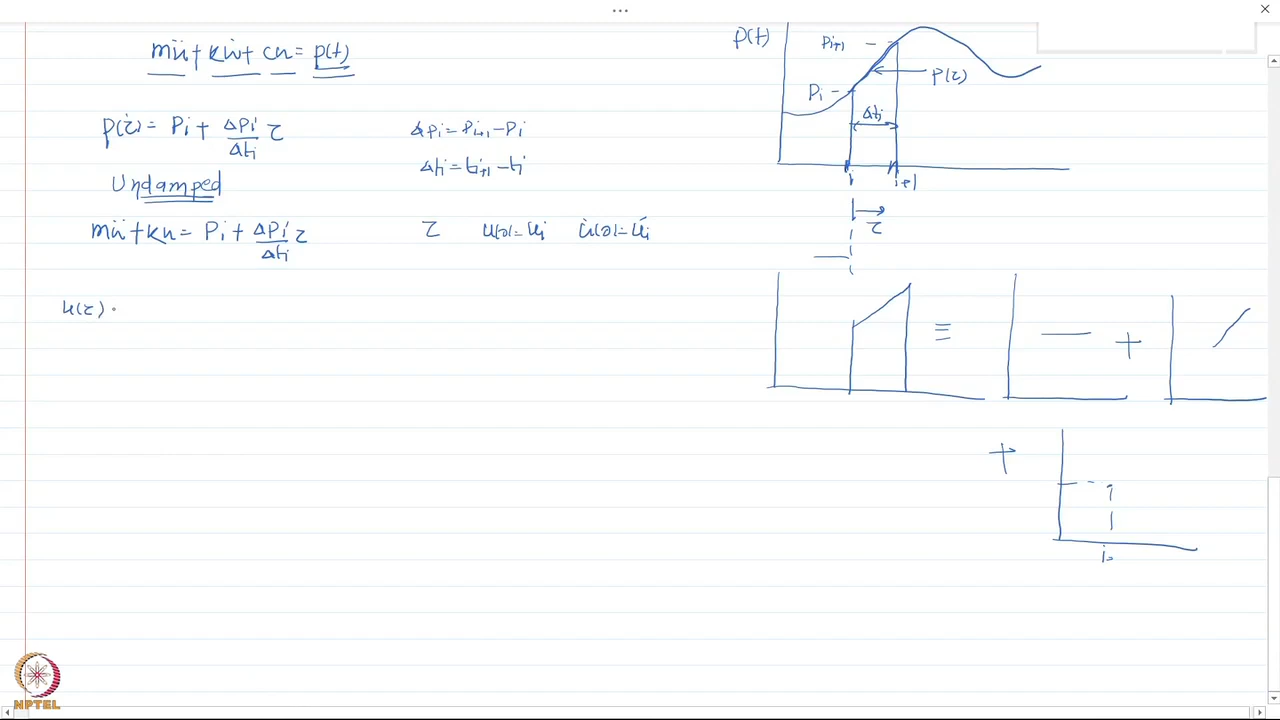 mü + ku̇ + cu = p(t)
p(τ) = Pi + ΔPi/Δti τ
ΔPi = Pi+1 - Pi
Δti = ti+1 - ti
Undamped
mü + ku = Pi + ΔPi/Δti τ
τ u(0) = ui u̇(0) = u̇i
u(τ)
p(t)
Pi+1
p(τ)
Pi
Δti
i i+1
τ
≡ +
+
i
NPTEL